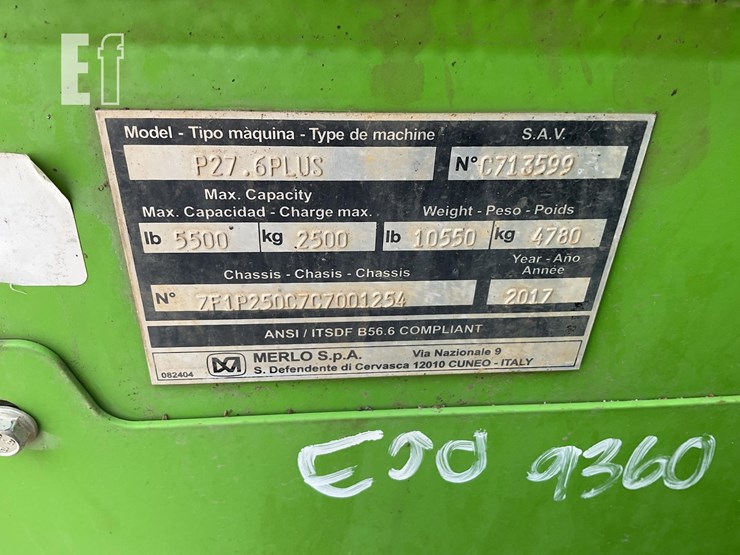 Ef
Model - Tipo màquina - Type de machine S.A.V.
P27.6PLUS N° C713599
Max. Capacity
Max. Capacidad - Charge max. Weight - Peso - Poids
lb 5500 kg 2500 lb 10550 kg 4780
Chassis - Chasis - Chassis Year - Año
Année
N° ZF1P250C7C7001254 2017
ANSI / ITSDF B56.6 COMPLIANT
MERLO S.p.A. Via Nazionale 9
082404 S. Defendente di Cervasca 12010 CUNEO - ITALY
EJO 9360